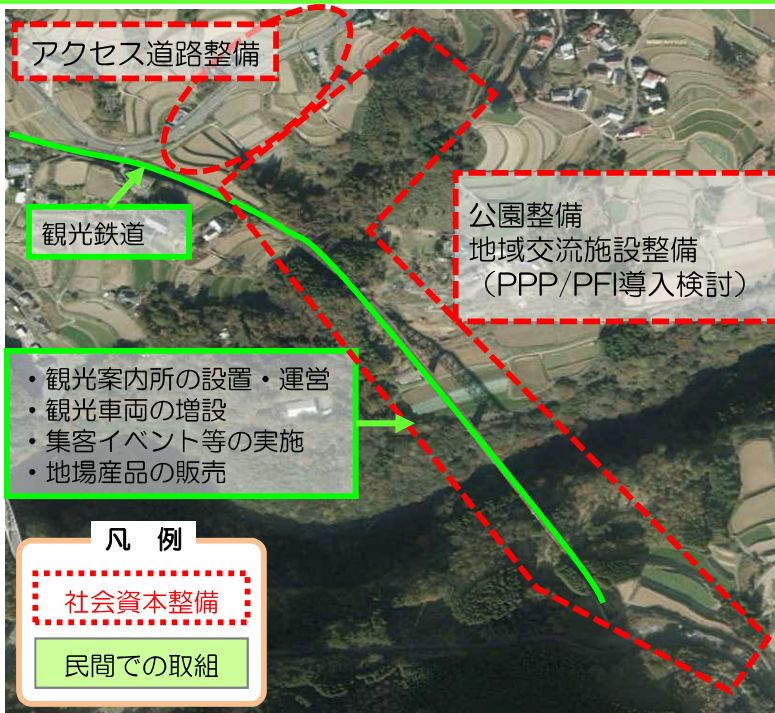 アクセス道路整備
観光鉄道
公園整備
地域交流施設整備
（PPP/PFI導入検討）
・観光案内所の設置・運営
・観光車両の増設
・集客イベント等の実施
・地場産品の販売
凡　例
社会資本整備
民間での取組